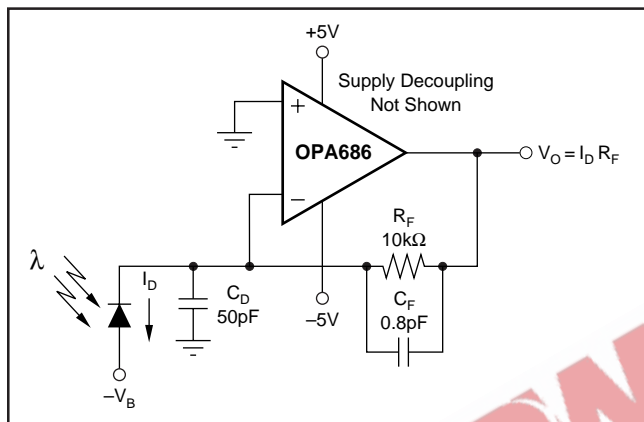 +5V
Supply Decoupling
Not Shown
+
OPA686
−
V_O = I_D R_F
R_F
10kΩ
λ
I_D
C_D
50pF
−5V
C_F
0.8pF
−V_B